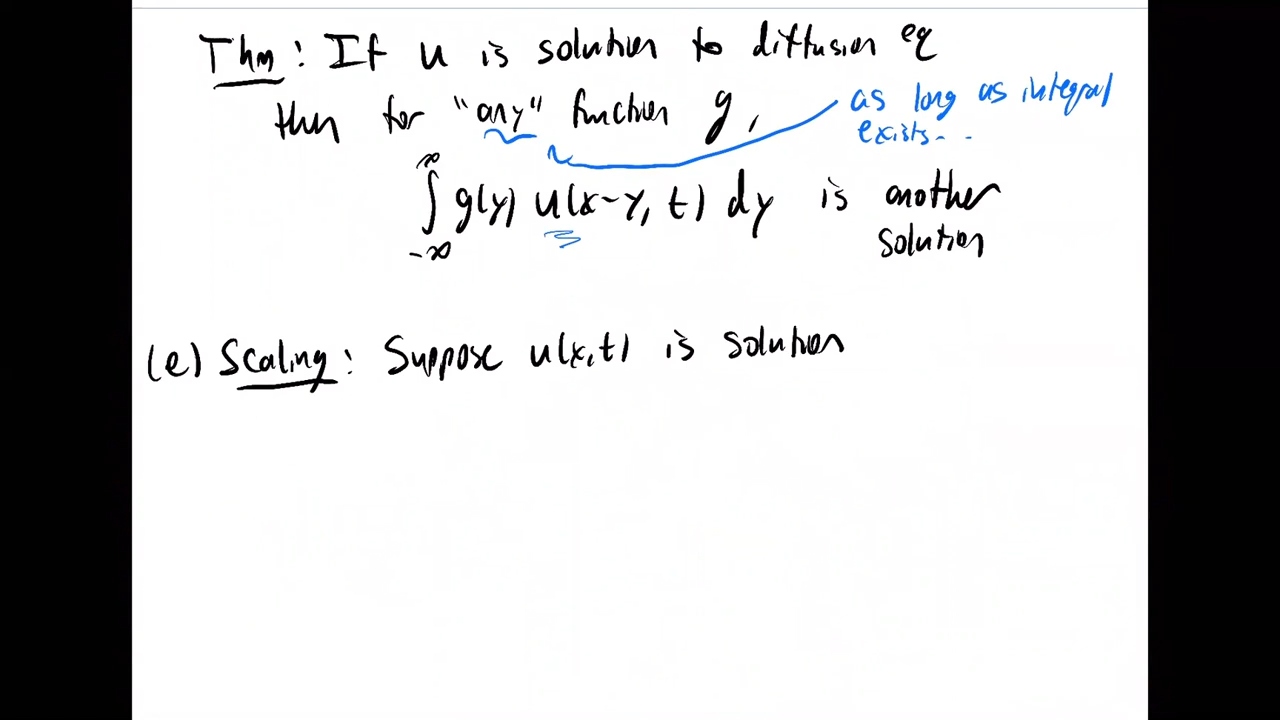 Thm: If u is solution to diffusion eq
then for "any" function g,
as long as integral
exists...
∫_{-∞}^{∞} g(y) u(x-y, t) dy is another
solution
(e) Scaling: Suppose u(x,t) is solution